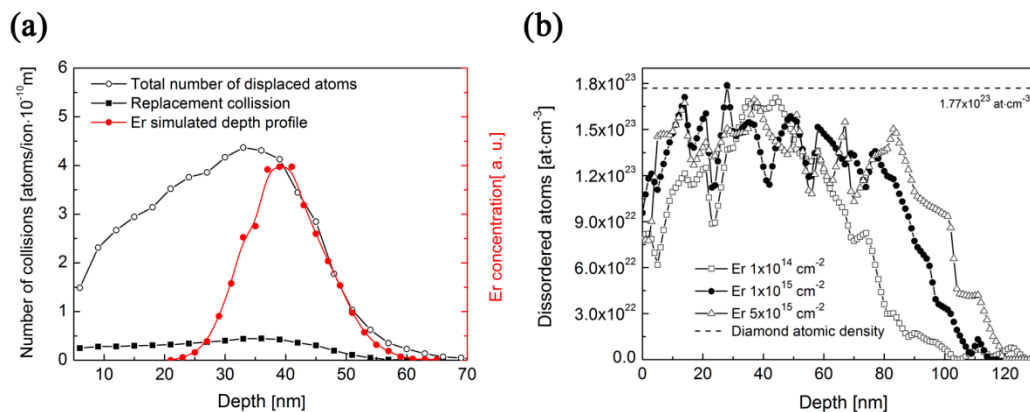 (a)
6
5
4
3
2
1
0
Number of collisions [atoms/ion·10⁻¹⁰m]
Total number of displaced atoms
Replacement collission
Er simulated depth profile
Er concentration[ a. u.]
10 20 30 40 50 60 70
Depth [nm]
(b)
1.8x10²³
1.5x10²³
1.2x10²³
9.0x10²²
6.0x10²²
3.0x10²²
0.0
Dissordered atoms [at·cm⁻³]
1.77x10²³ at·cm⁻³
Er 1x10¹⁴ cm⁻²
Er 1x10¹⁵ cm⁻²
Er 5x10¹⁵ cm⁻²
Diamond atomic density
0 20 40 60 80 100 120
Depth [nm]